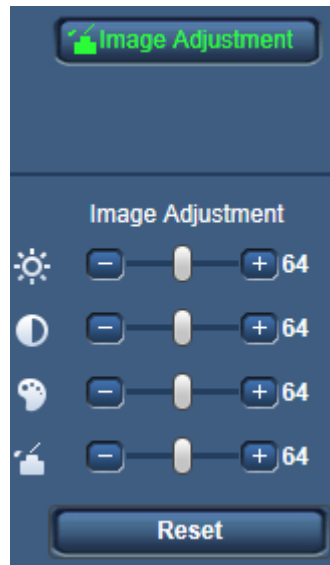 Image Adjustment
Image Adjustment
- + 64
- + 64
- + 64
- + 64
Reset